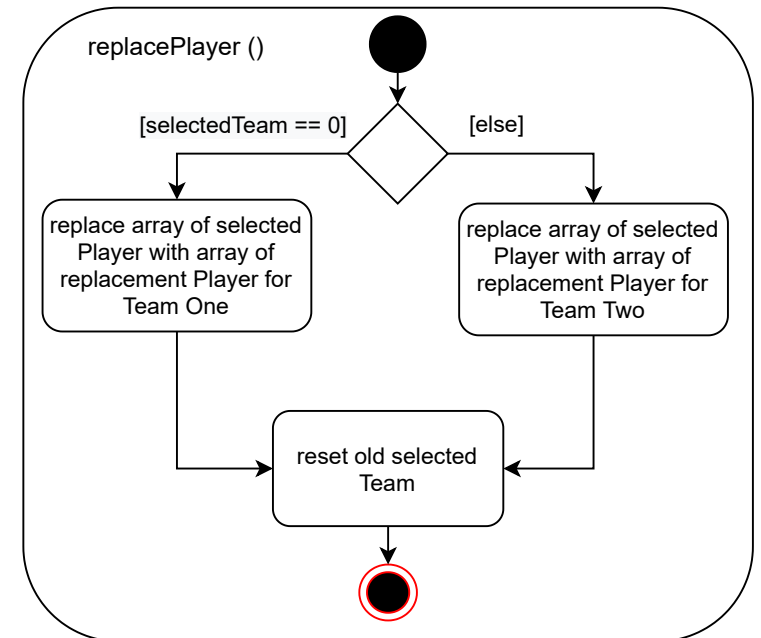 replacePlayer ()
[selectedTeam == 0]
[else]
replace array of selected
Player with array of
replacement Player for
Team One
replace array of selected
Player with array of
replacement Player for
Team Two
reset old selected
Team